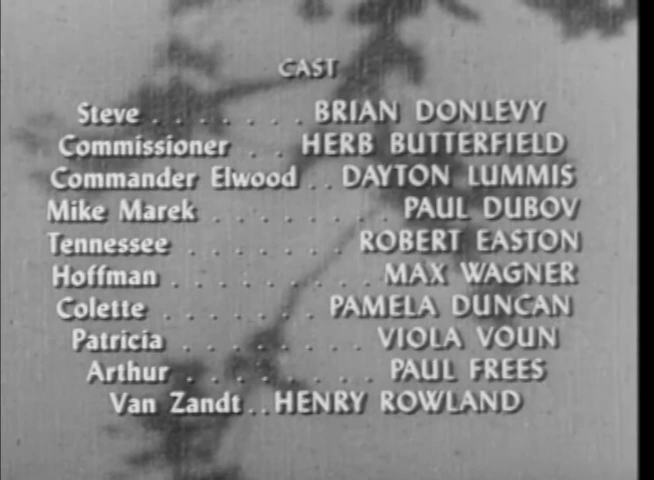 CAST
Steve . . . . . . . BRIAN DONLEVY
Commissioner . . HERB BUTTERFIELD
Commander Elwood . . DAYTON LUMMIS
Mike Marek . . . . . . . PAUL DUBOV
Tennessee . . . . . . ROBERT EASTON
Hoffman . . . . . . . . MAX WAGNER
Colette . . . . . . PAMELA DUNCAN
Patricia . . . . . . . VIOLA VOUN
Arthur . . . . . . . PAUL FREES
Van Zandt . . HENRY ROWLAND